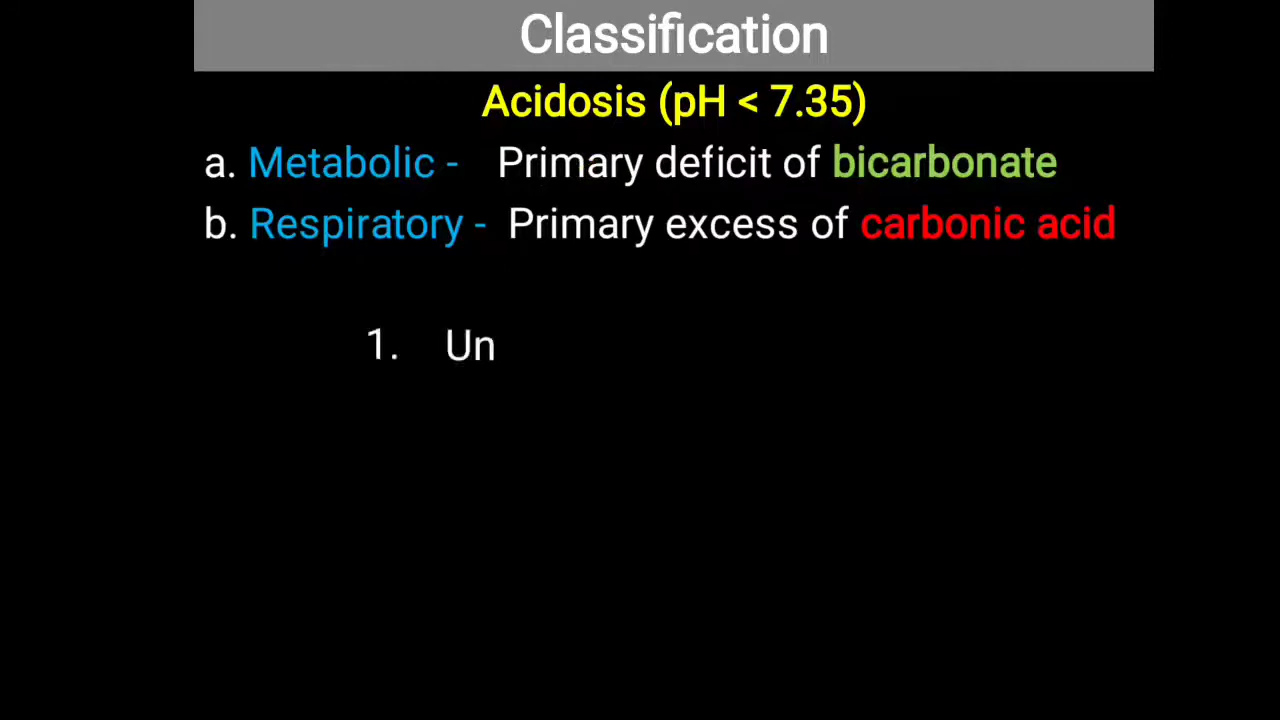 Classification
Acidosis (pH < 7.35)
a. Metabolic - Primary deficit of bicarbonate
b. Respiratory - Primary excess of carbonic acid
1. Un